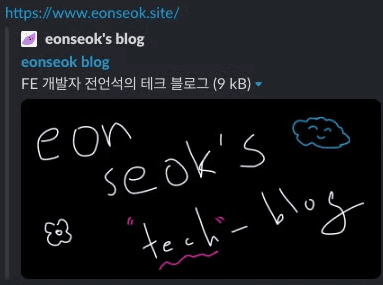 https://www.eonseok.site/
eonseok's blog
eonseok blog
FE 개발자 전언석의 테크 블로그 (9 kB)
eon
seok's
"tech"- blog